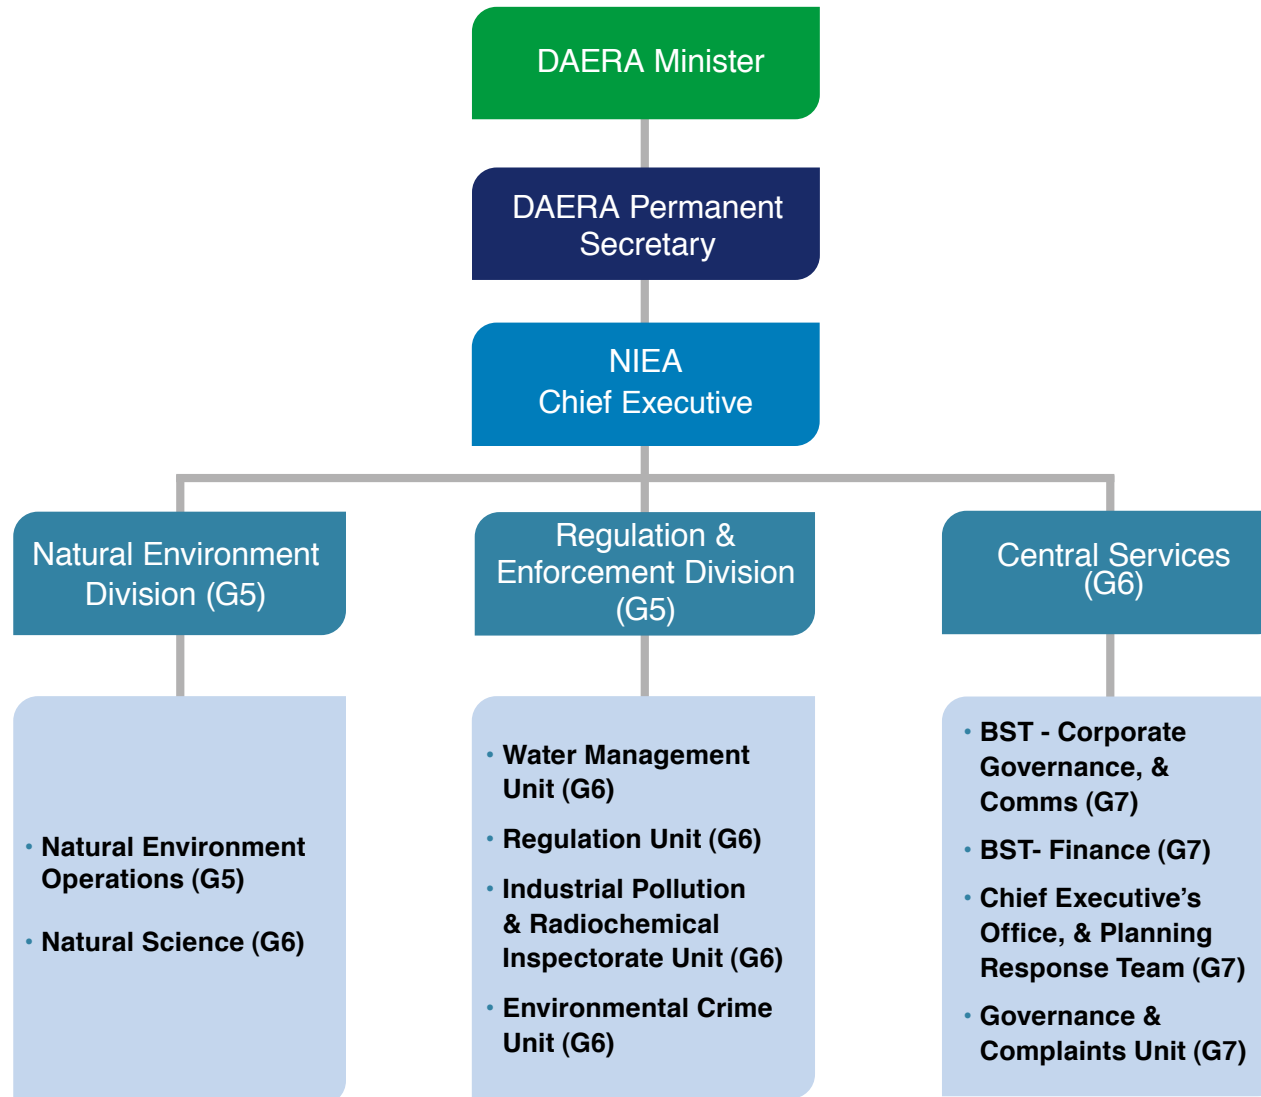 DAERA Minister
DAERA Permanent
Secretary
NIEA
Chief Executive
Natural Environment
Division (G5)
Regulation &
Enforcement Division
(G5)
Central Services
(G6)
• Natural Environment
Operations (G5)
• Natural Science (G6)
• Water Management
Unit (G6)
• Regulation Unit (G6)
• Industrial Pollution
& Radiochemical
Inspectorate Unit (G6)
• Environmental Crime
Unit (G6)
• BST - Corporate
Governance, &
Comms (G7)
• BST- Finance (G7)
• Chief Executive’s
Office, & Planning
Response Team (G7)
• Governance &
Complaints Unit (G7)